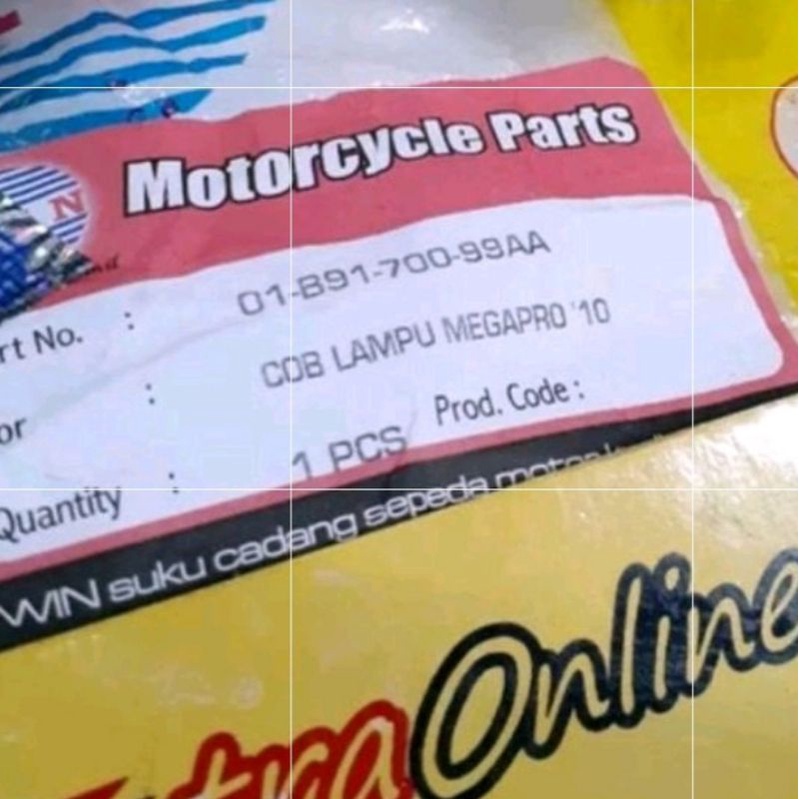 Motorcycle Parts
N
rt No. : 01-B91-700-99AA
or : COB LAMPU MEGAPRO '10
Quantity : 1 PCS Prod. Code :
WIN suku cadang sepeda motor
tra Online